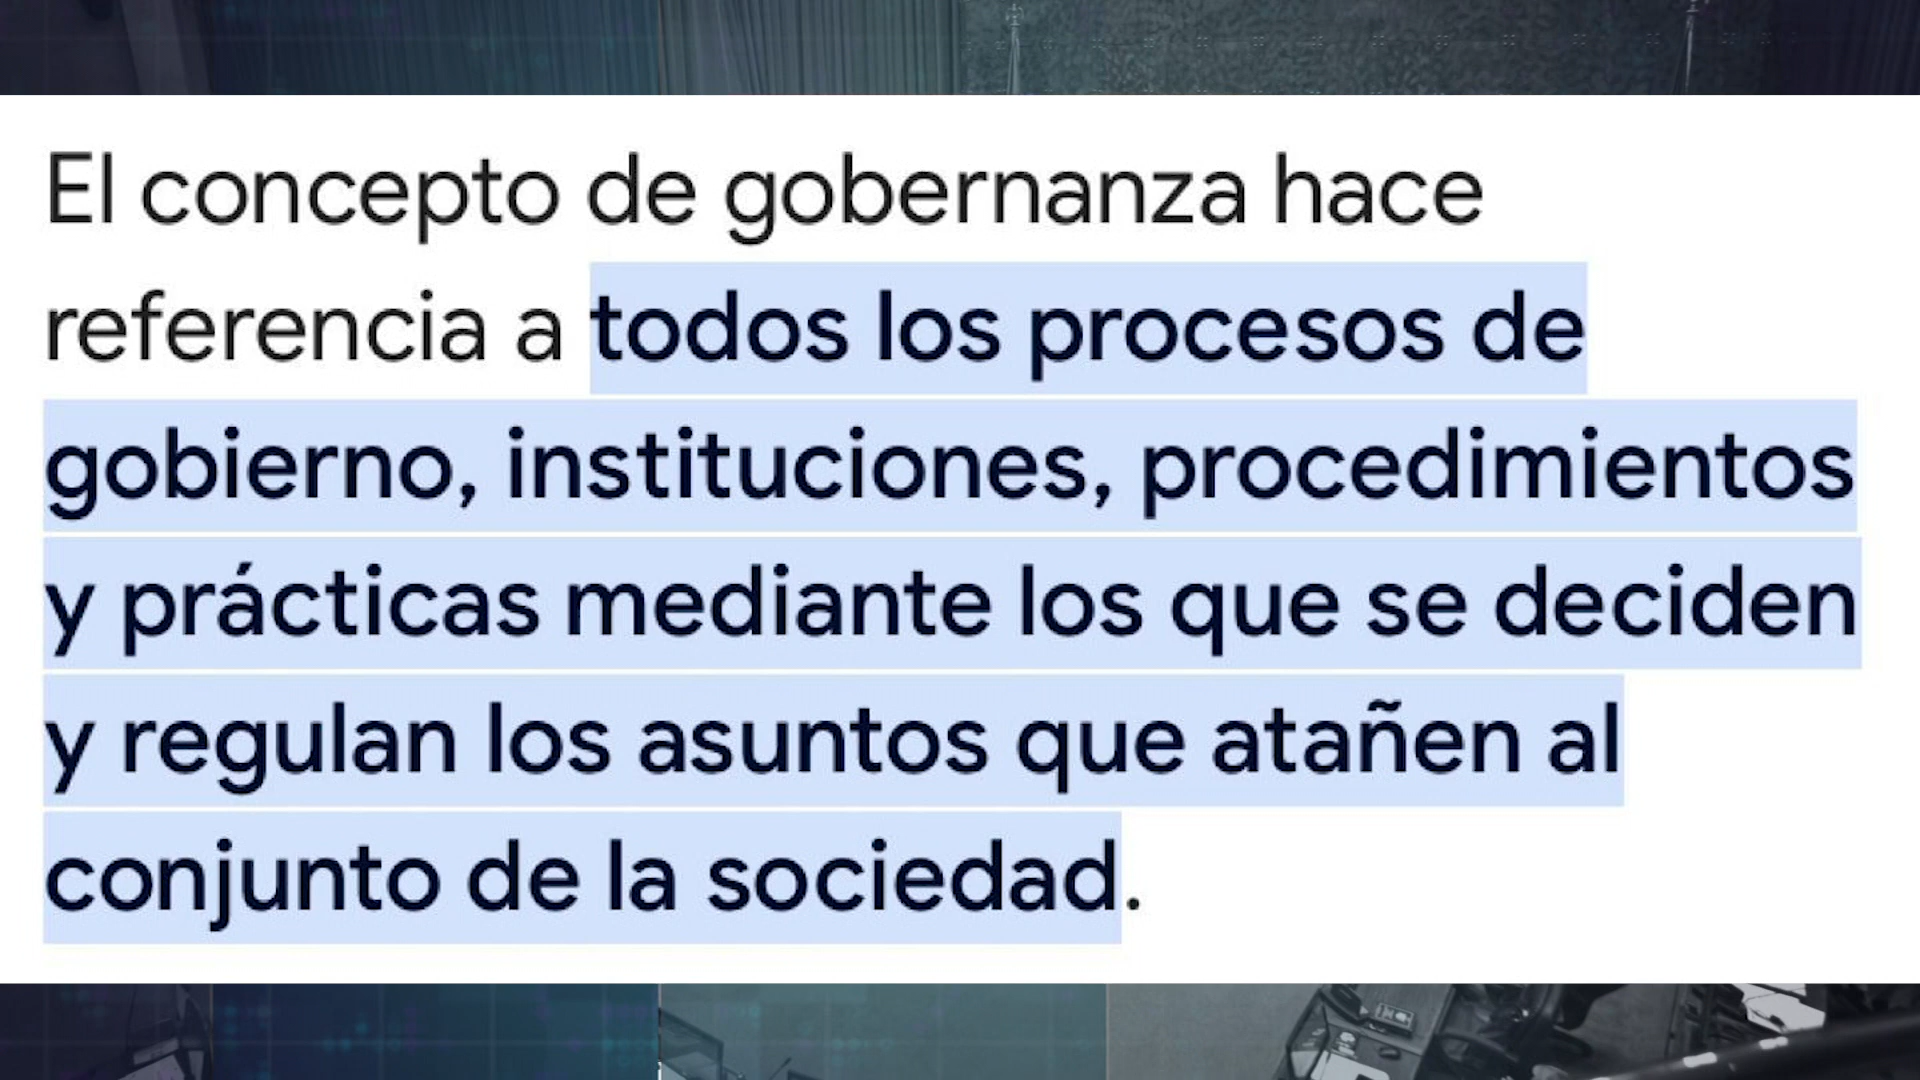 El concepto de gobernanza hace
referencia a todos los procesos de
gobierno, instituciones, procedimientos
y prácticas mediante los que se deciden
y regulan los asuntos que atañen al
conjunto de la sociedad.